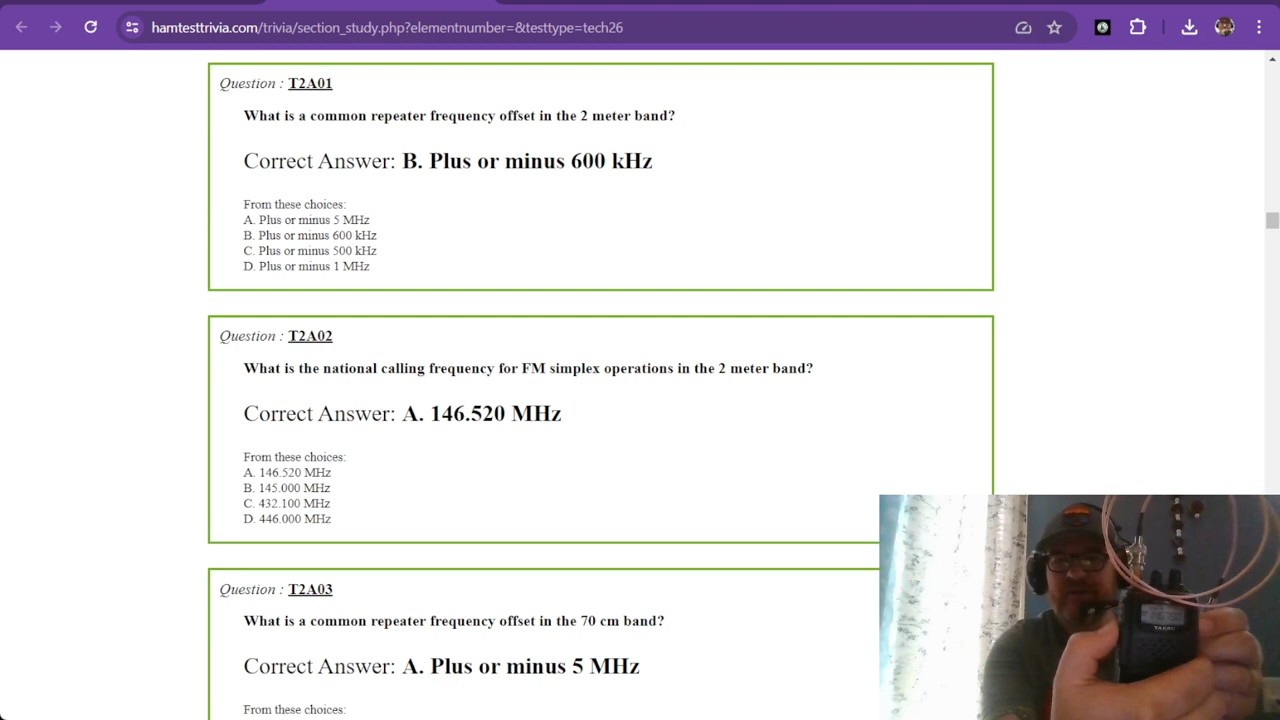 hamtesttrivia.com/trivia/section_study.php?elementnumber=&testtype=tech26
Question : T2A01
What is a common repeater frequency offset in the 2 meter band?
Correct Answer: B. Plus or minus 600 kHz
From these choices:
A. Plus or minus 5 MHz
B. Plus or minus 600 kHz
C. Plus or minus 500 kHz
D. Plus or minus 1 MHz
Question : T2A02
What is the national calling frequency for FM simplex operations in the 2 meter band?
Correct Answer: A. 146.520 MHz
From these choices:
A. 146.520 MHz
B. 145.000 MHz
C. 432.100 MHz
D. 446.000 MHz
Question : T2A03
What is a common repeater frequency offset in the 70 cm band?
Correct Answer: A. Plus or minus 5 MHz
From these choices: